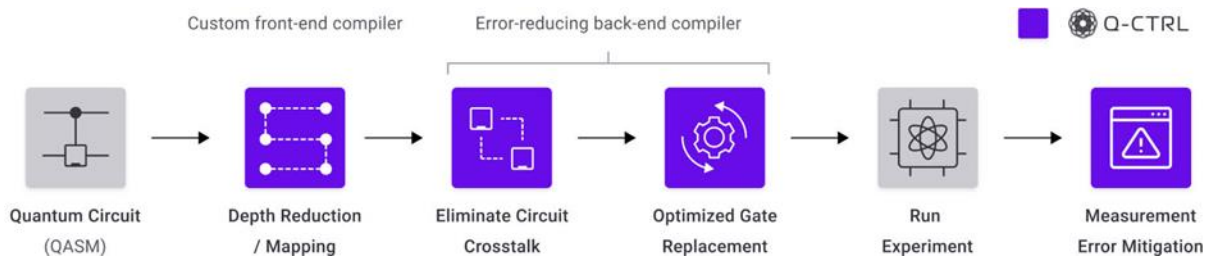 Custom front-end compiler
Error-reducing back-end compiler
Q-CTRL
Quantum Circuit
(QASM)
Depth Reduction
/ Mapping
Eliminate Circuit
Crosstalk
Optimized Gate
Replacement
Run
Experiment
Measurement
Error Mitigation